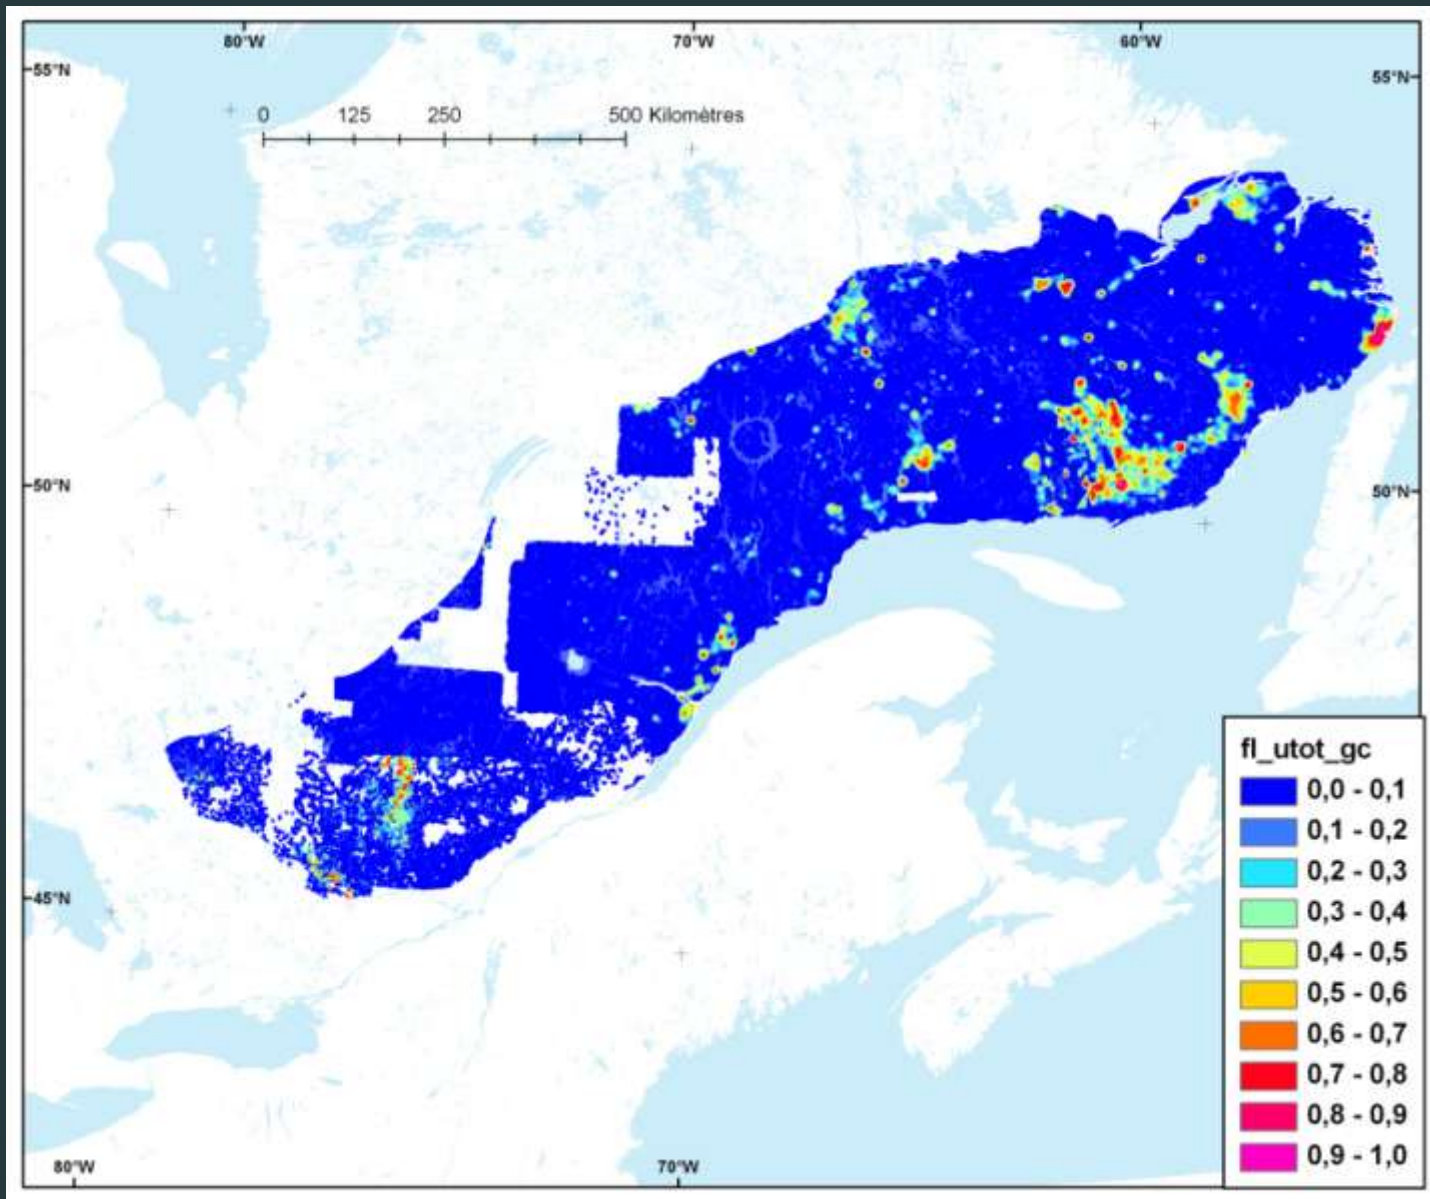 80°W 70°W 60°W
55°N 55°N
0 125 250 500 Kilomètres
50°N 50°N
45°N
fl_utot_gc
0,0 - 0,1
0,1 - 0,2
0,2 - 0,3
0,3 - 0,4
0,4 - 0,5
0,5 - 0,6
0,6 - 0,7
0,7 - 0,8
0,8 - 0,9
0,9 - 1,0
80°W 70°W